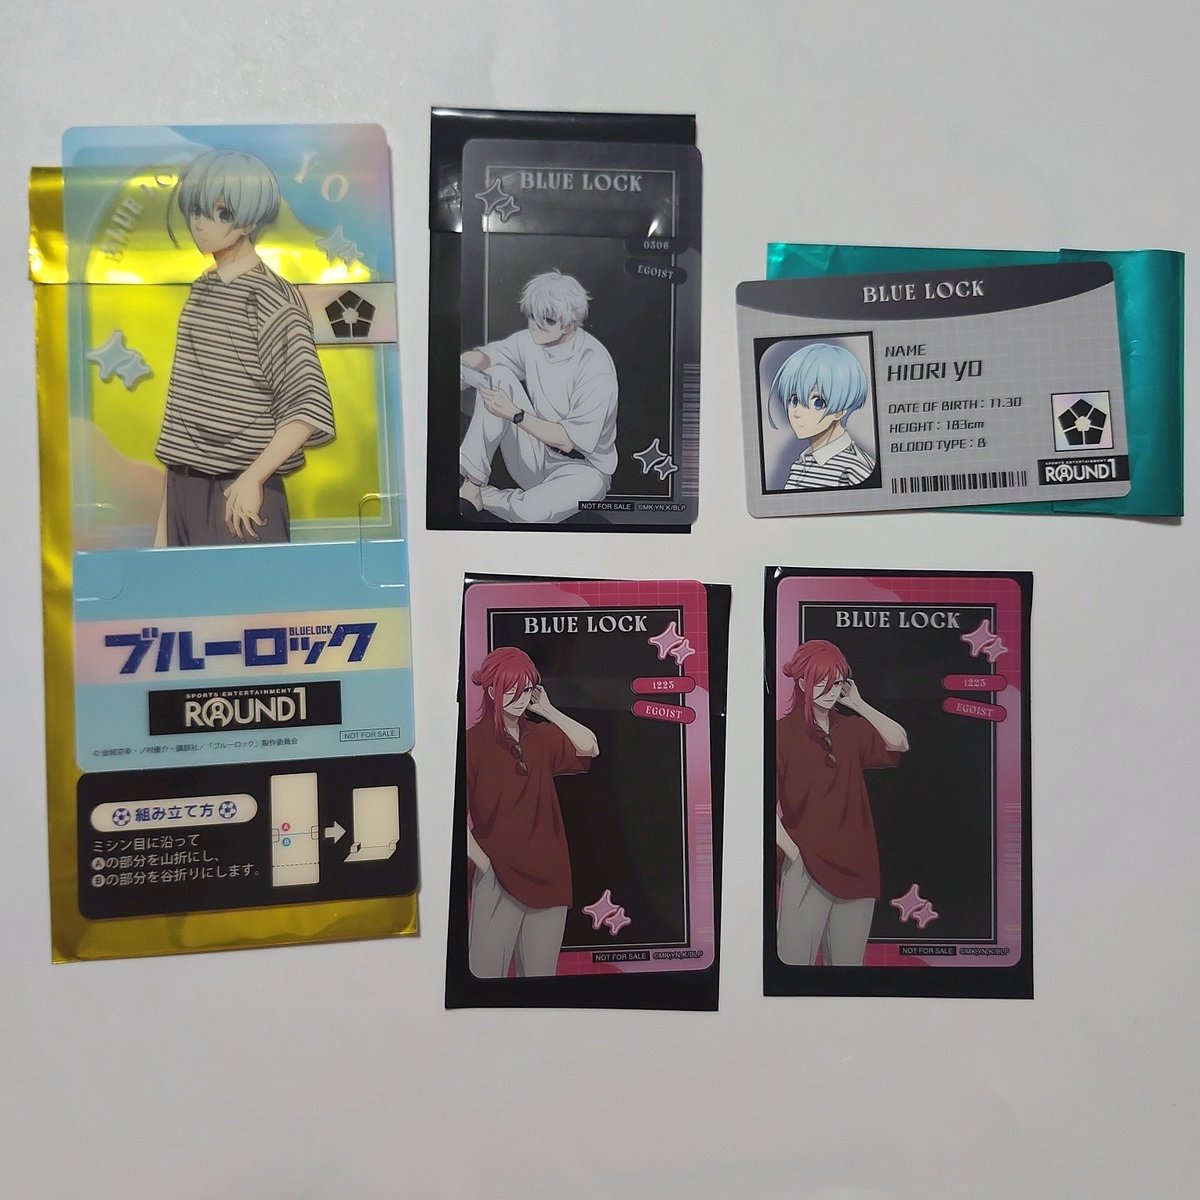 BLUE LO
YO
BLUELOCK
ブルーロック
SPORTS ENTERTAINMENT
ROUND1
NOT FOR SALE
©金城宗幸・ノ村優介・講談社／「ブルーロック」製作委員会
組み立て方
ミシン目に沿って
Aの部分を山折にし、
Bの部分を谷折りにします。
A
B
BLUE LOCK
0506
EGOIST
NOT FOR SALE
©MK,YN,K/BLP
BLUE LOCK
NAME
HIORI YO
DATE OF BIRTH : 11.30
HEIGHT : 183cm
BLOOD TYPE : B
SPORTS ENTERTAINMENT
ROUND1
BLUE LOCK
1223
EGOIST
NOT FOR SALE
©MK,YN,K/BLP
BLUE LOCK
1223
EGOIST
NOT FOR SALE
©MK,YN,K/BLP